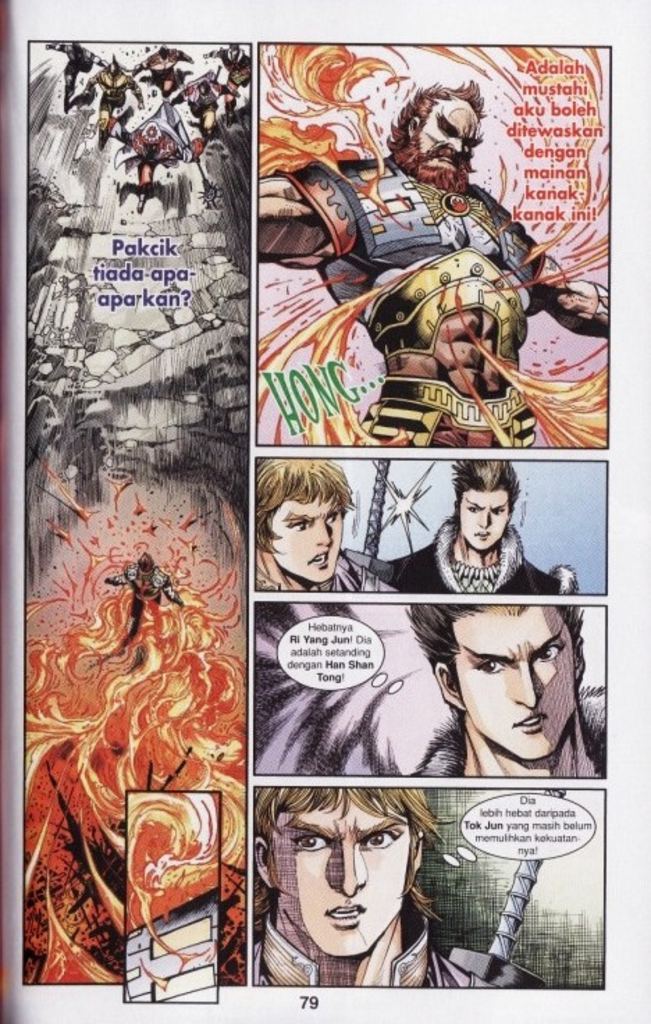 Pakcik
tiada apa-
apa kan?
Adalah
mustahi
aku boleh
ditewaskan
dengan
mainan
kanak-
kanak ini!
HONG...
Hebatnya
Ri Yang Jun! Dia
adalah setanding
dengan Han Shan
Tong!
Dia
lebih hebat daripada
Tok Jun yang masih belum
memulihkan kekuatan-
nya!
79